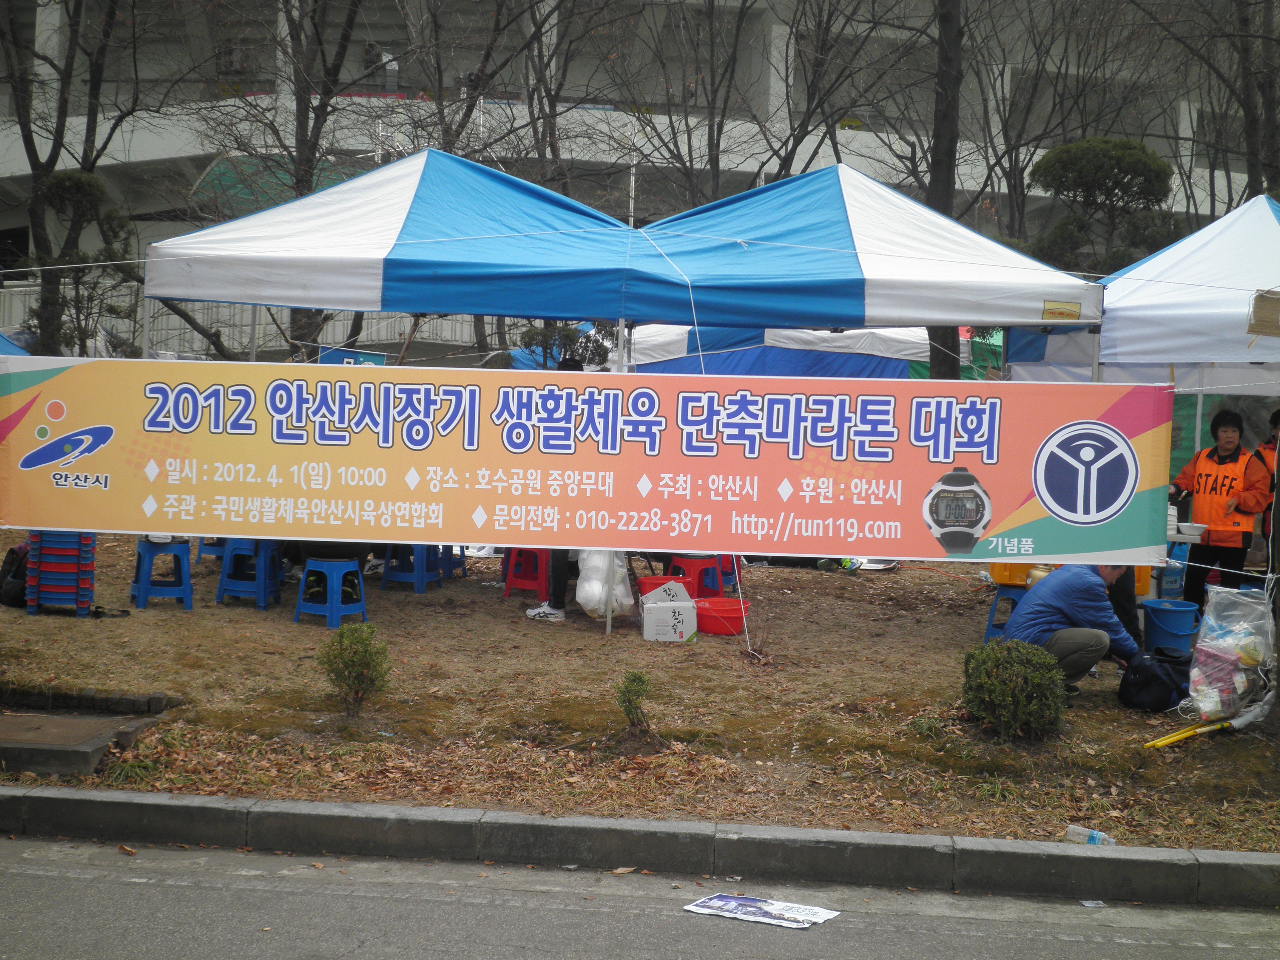 2012 안산시장기 생활체육 단축마라톤 대회
안산시
◆ 일시 : 2012. 4. 1(일) 10:00 ◆ 장소 : 호수공원 중앙무대 ◆ 주최 : 안산시 ◆ 후원 : 안산시
◆ 주관 : 국민생활체육안산시육상연합회 ◆ 문의전화 : 010-2228-3871 http://run119.com
기념품
STAFF
참이슬